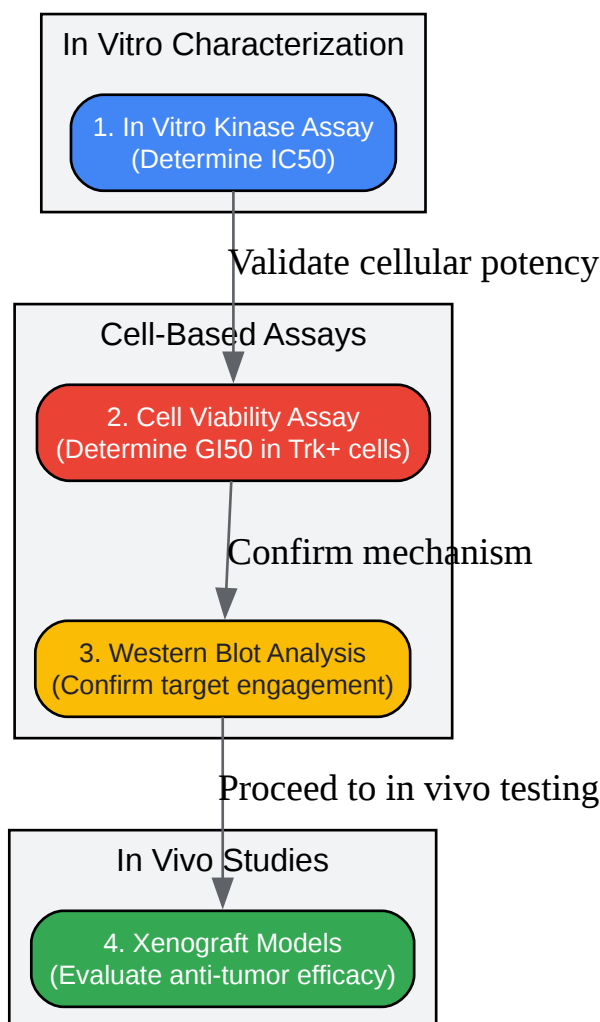 In Vitro Characterization
1. In Vitro Kinase Assay
(Determine IC50)
Validate cellular potency
Cell-Based Assays
2. Cell Viability Assay
(Determine GI50 in Trk+ cells)
Confirm mechanism
3. Western Blot Analysis
(Confirm target engagement)
Proceed to in vivo testing
In Vivo Studies
4. Xenograft Models
(Evaluate anti-tumor efficacy)